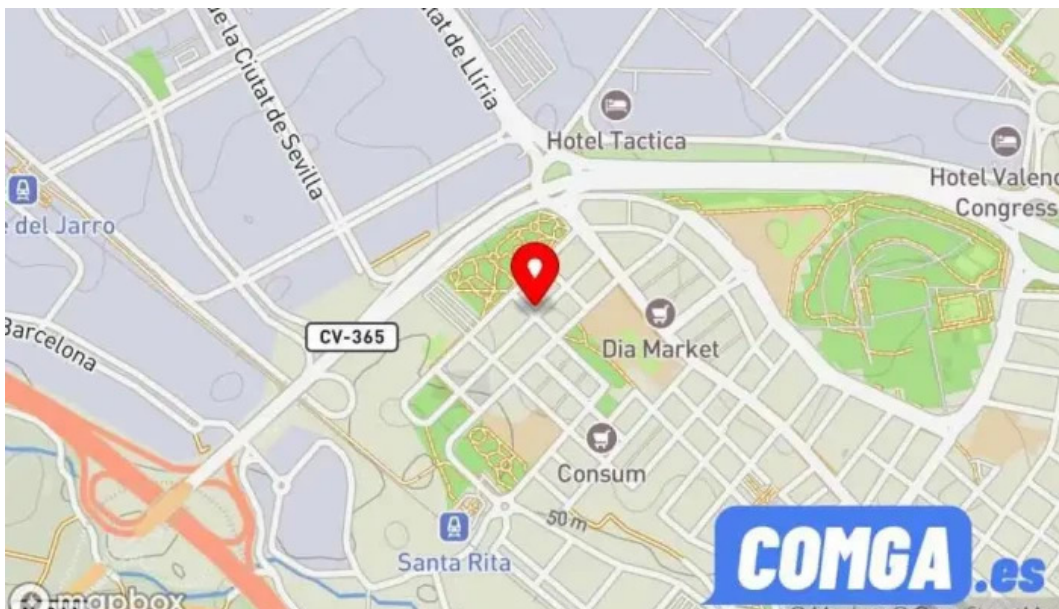 de la Ciutat de Sevilla
tat de Llíria
Hotel Tactica
Hotel Valenc
Congress
e del Jarro
CV-365
Barcelona
Dia Market
Consum
50 m
Santa Rita
COMGA.es
mapbox